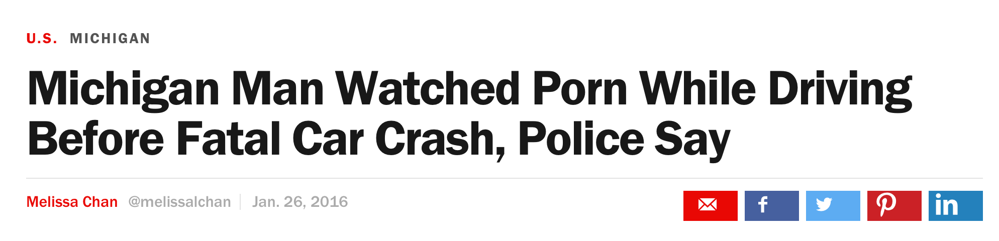 U.S. MICHIGAN
Michigan Man Watched Porn While Driving
Before Fatal Car Crash, Police Say
Melissa Chan @melissalchan Jan. 26, 2016